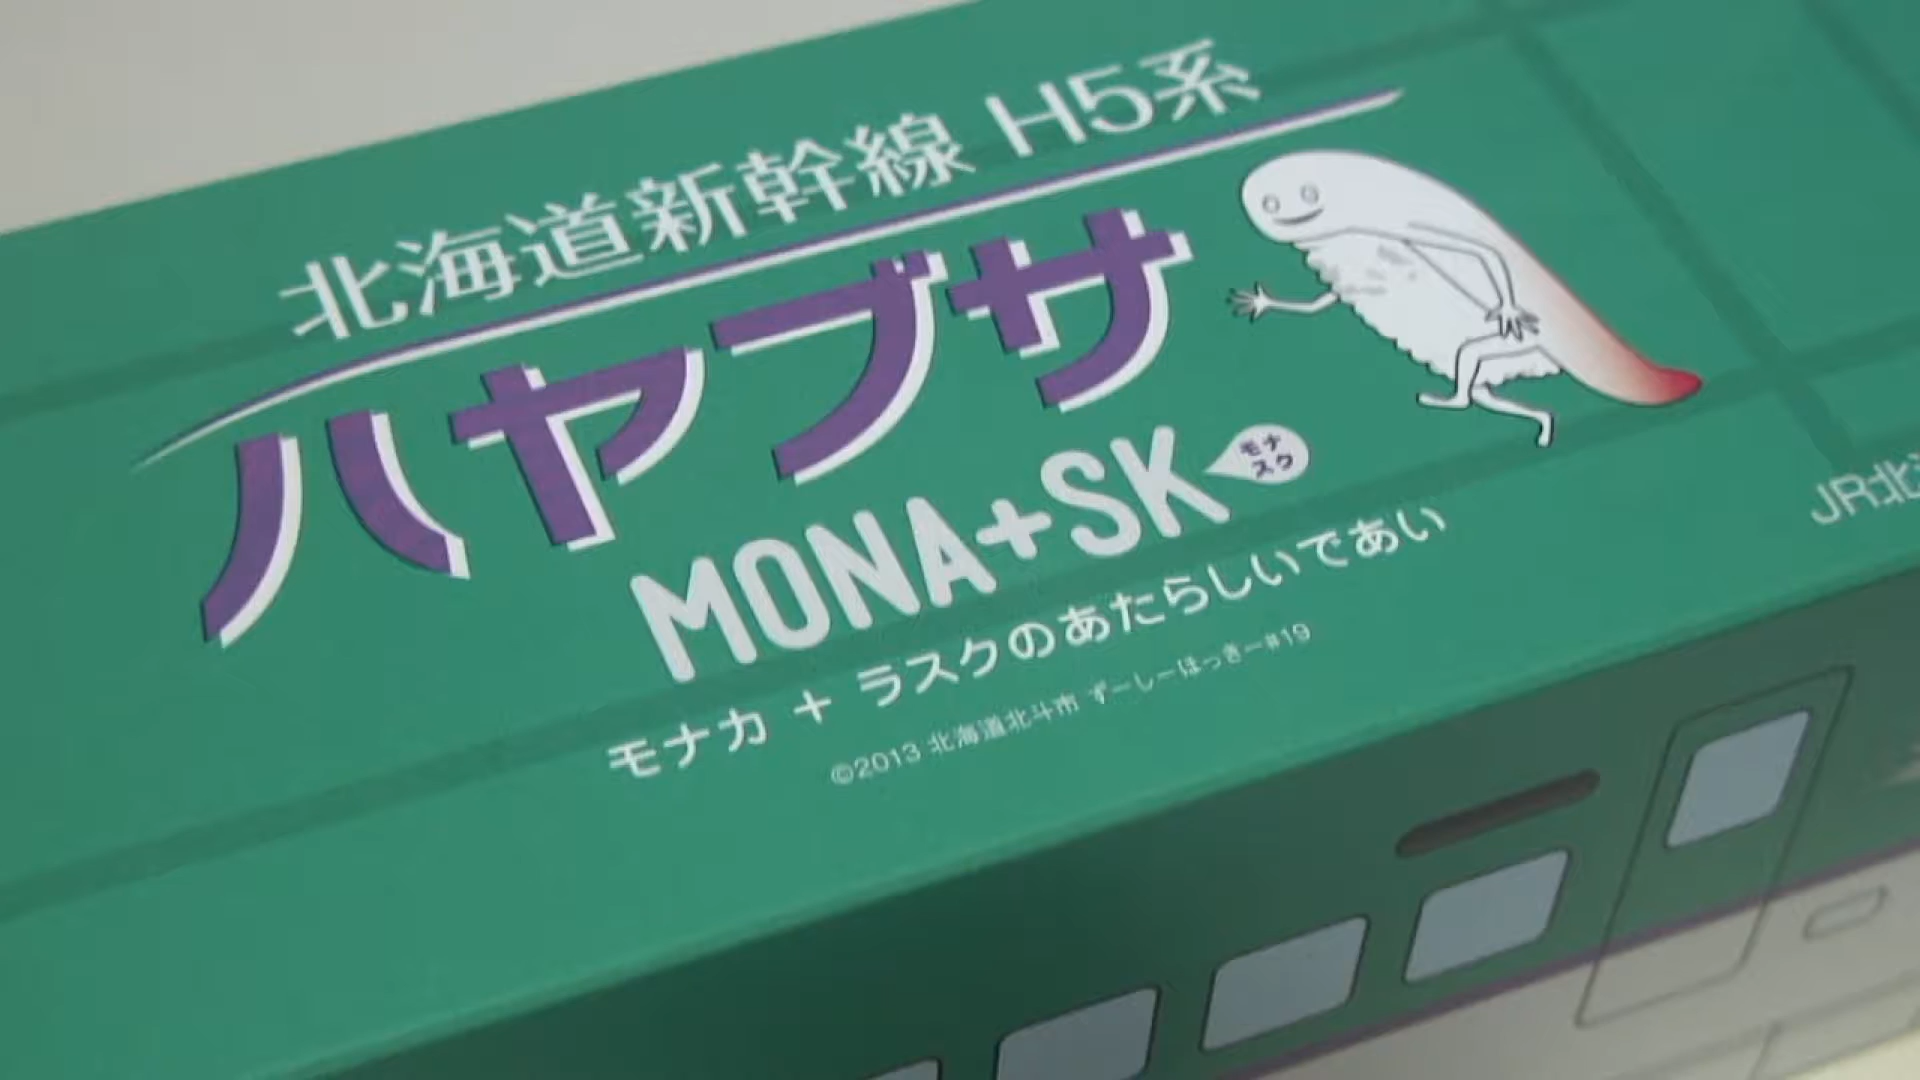 北海道新幹線 H5系
ハヤブサ
MONA+SK
モナ
スク
モナカ + ラスクのあたらしいであい
©2013 北海道北斗市 ずーしーほっきー#19
JR北